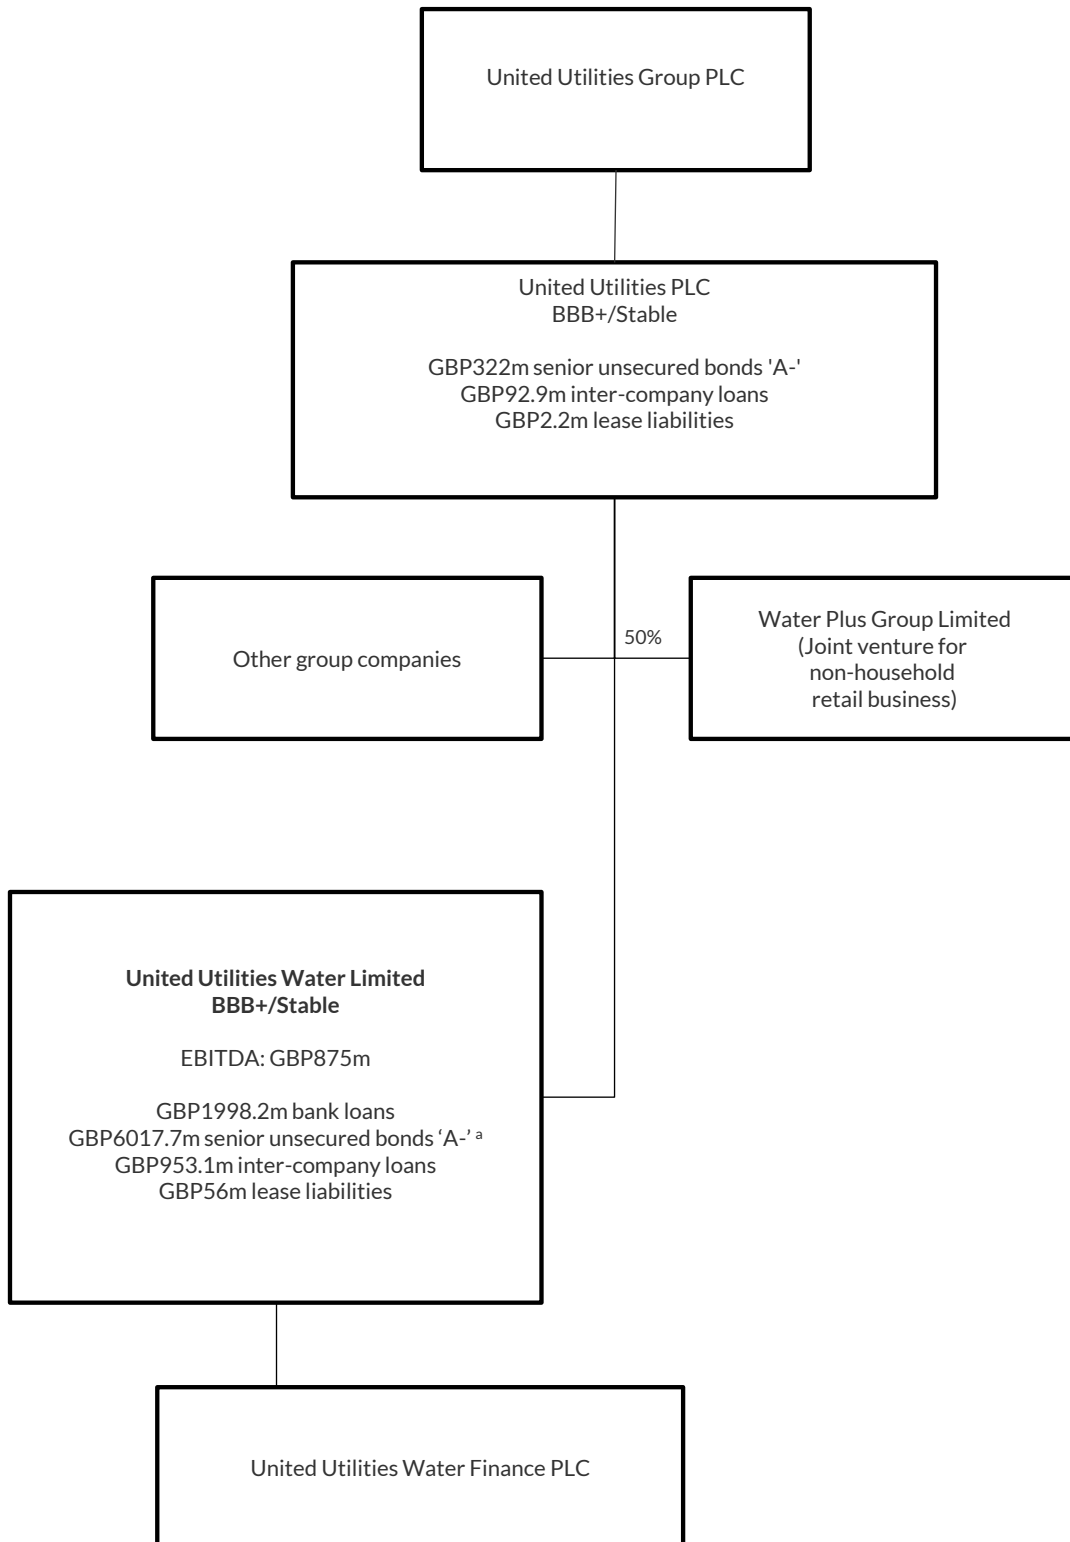 United Utilities Group PLC
United Utilities PLC
BBB+/Stable
GBP322m senior unsecured bonds 'A-'
GBP92.9m inter-company loans
GBP2.2m lease liabilities
Other group companies
50%
Water Plus Group Limited
(Joint venture for
non-household
retail business)
United Utilities Water Limited
BBB+/Stable
EBITDA: GBP875m
GBP1998.2m bank loans
GBP6017.7m senior unsecured bonds ‘A-’ ª
GBP953.1m inter-company loans
GBP56m lease liabilities
United Utilities Water Finance PLC